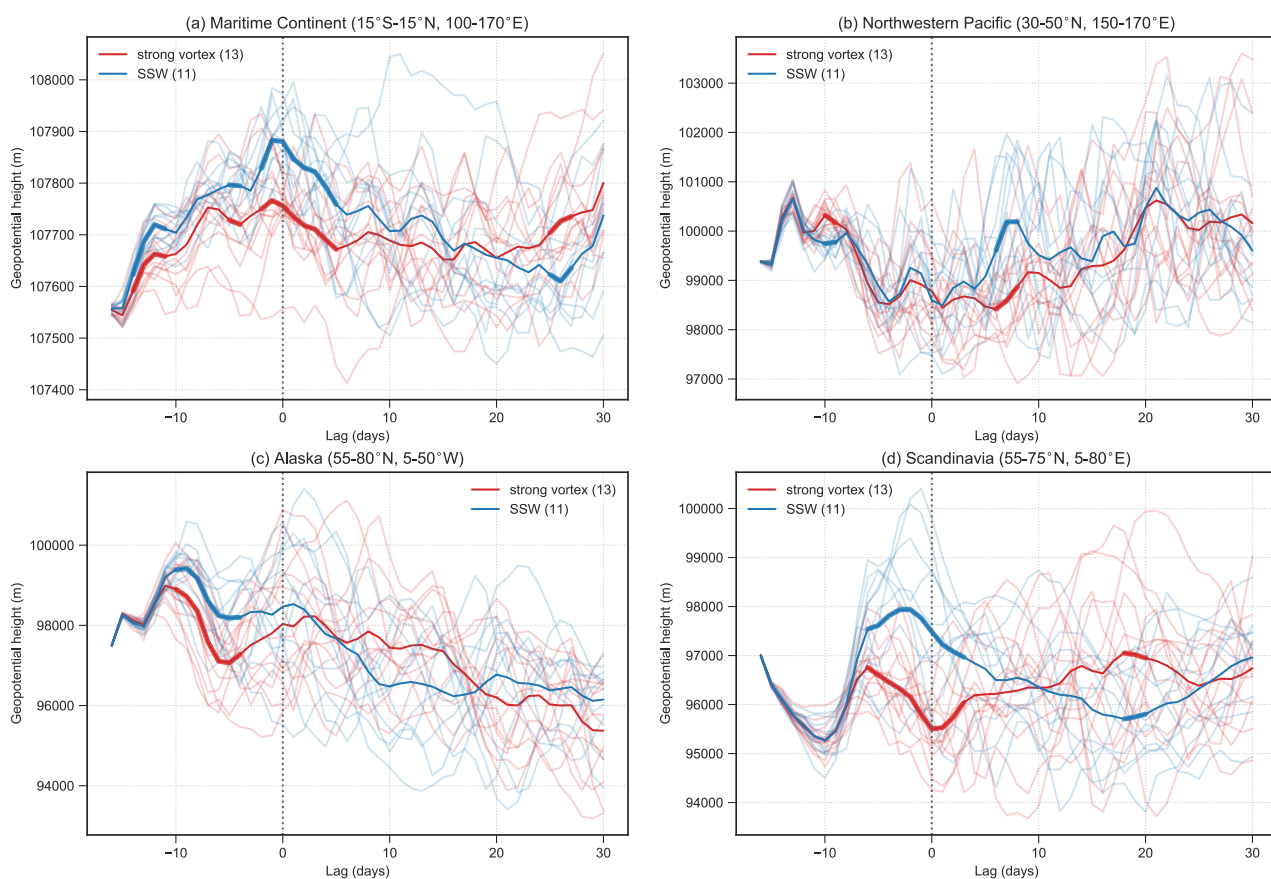 (a) Maritime Continent (15°S-15°N, 100-170°E)
strong vortex (13)
SSW (11)
Geopotential height (m)
108000
107900
107800
107700
107600
107500
107400
−10
0
10
20
30
Lag (days)
(b) Northwestern Pacific (30-50°N, 150-170°E)
strong vortex (13)
SSW (11)
Geopotential height (m)
103000
102000
101000
100000
99000
98000
97000
−10
0
10
20
30
Lag (days)
(c) Alaska (55-80°N, 5-50°W)
strong vortex (13)
SSW (11)
Geopotential height (m)
100000
98000
96000
94000
−10
0
10
20
30
Lag (days)
(d) Scandinavia (55-75°N, 5-80°E)
strong vortex (13)
SSW (11)
Geopotential height (m)
100000
99000
98000
97000
96000
95000
94000
−10
0
10
20
30
Lag (days)